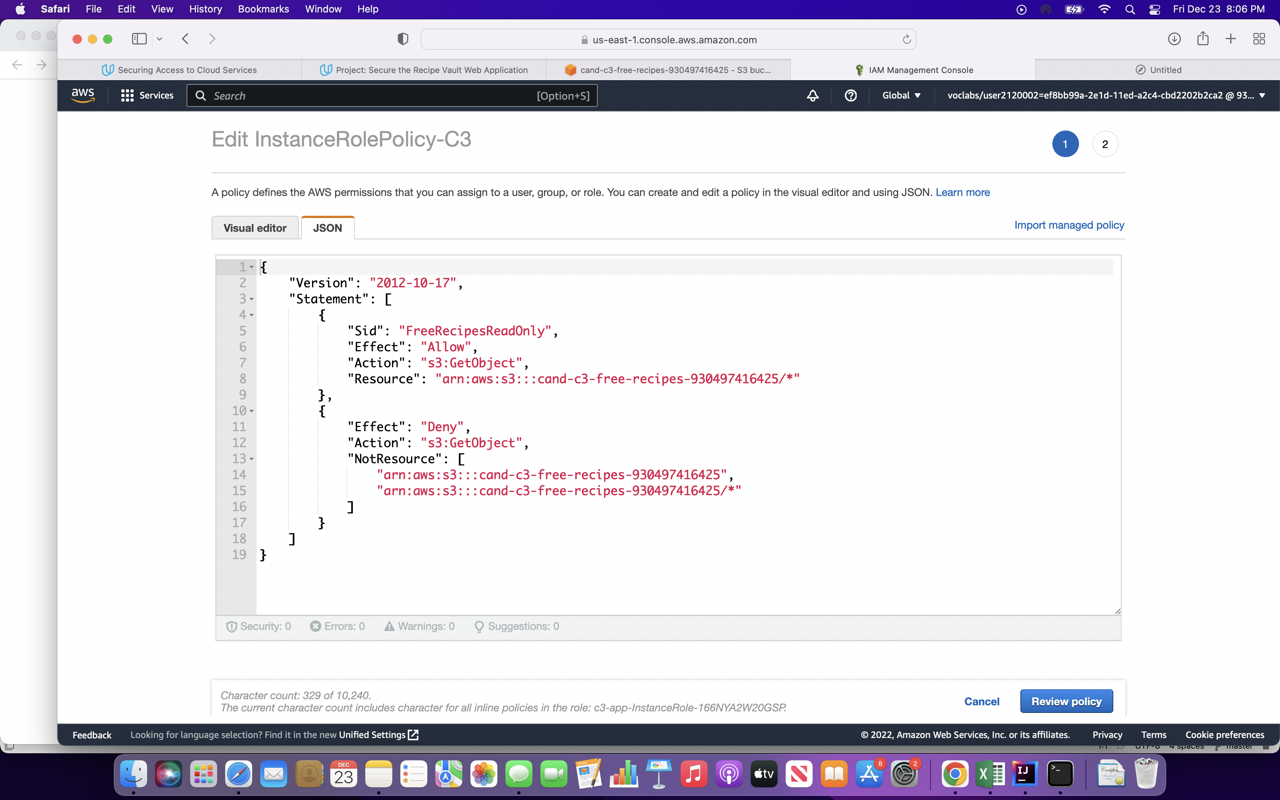 Safari File Edit View History Bookmarks Window Help Fri Dec 23 8:06 PM
us-east-1.console.aws.amazon.com
Securing Access to Cloud Services
Project: Secure the Recipe Vault Web Application
cand-c3-free-recipes-930497416425 - S3 buc...
IAM Management Console
Untitled
aws Services Search [Option+S] Global voclabs/user2120002=ef8bb99a-2e1d-11ed-a2c4-cbd2202b2ca2 @ 93...
Edit InstanceRolePolicy-C3
1 2
A policy defines the AWS permissions that you can assign to a user, group, or role. You can create and edit a policy in the visual editor and using JSON. Learn more
Visual editor JSON Import managed policy
1 {
2 "Version": "2012-10-17",
3 "Statement": [
4 {
5 "Sid": "FreeRecipesReadOnly",
6 "Effect": "Allow",
7 "Action": "s3:GetObject",
8 "Resource": "arn:aws:s3:::cand-c3-free-recipes-930497416425/*"
9 },
10 {
11 "Effect": "Deny",
12 "Action": "s3:GetObject",
13 "NotResource": [
14 "arn:aws:s3:::cand-c3-free-recipes-930497416425",
15 "arn:aws:s3:::cand-c3-free-recipes-930497416425/*"
16 ]
17 }
18 ]
19 }
Security: 0 Errors: 0 Warnings: 0 Suggestions: 0
Character count: 329 of 10,240.
The current character count includes character for all inline policies in the role: c3-app-InstanceRole-166NYA2W20GSP.
Cancel Review policy
Feedback Looking for language selection? Find it in the new Unified Settings © 2022, Amazon Web Services, Inc. or its affiliates. Privacy Terms Cookie preferences
DEC
23
tv
8
2
IJ